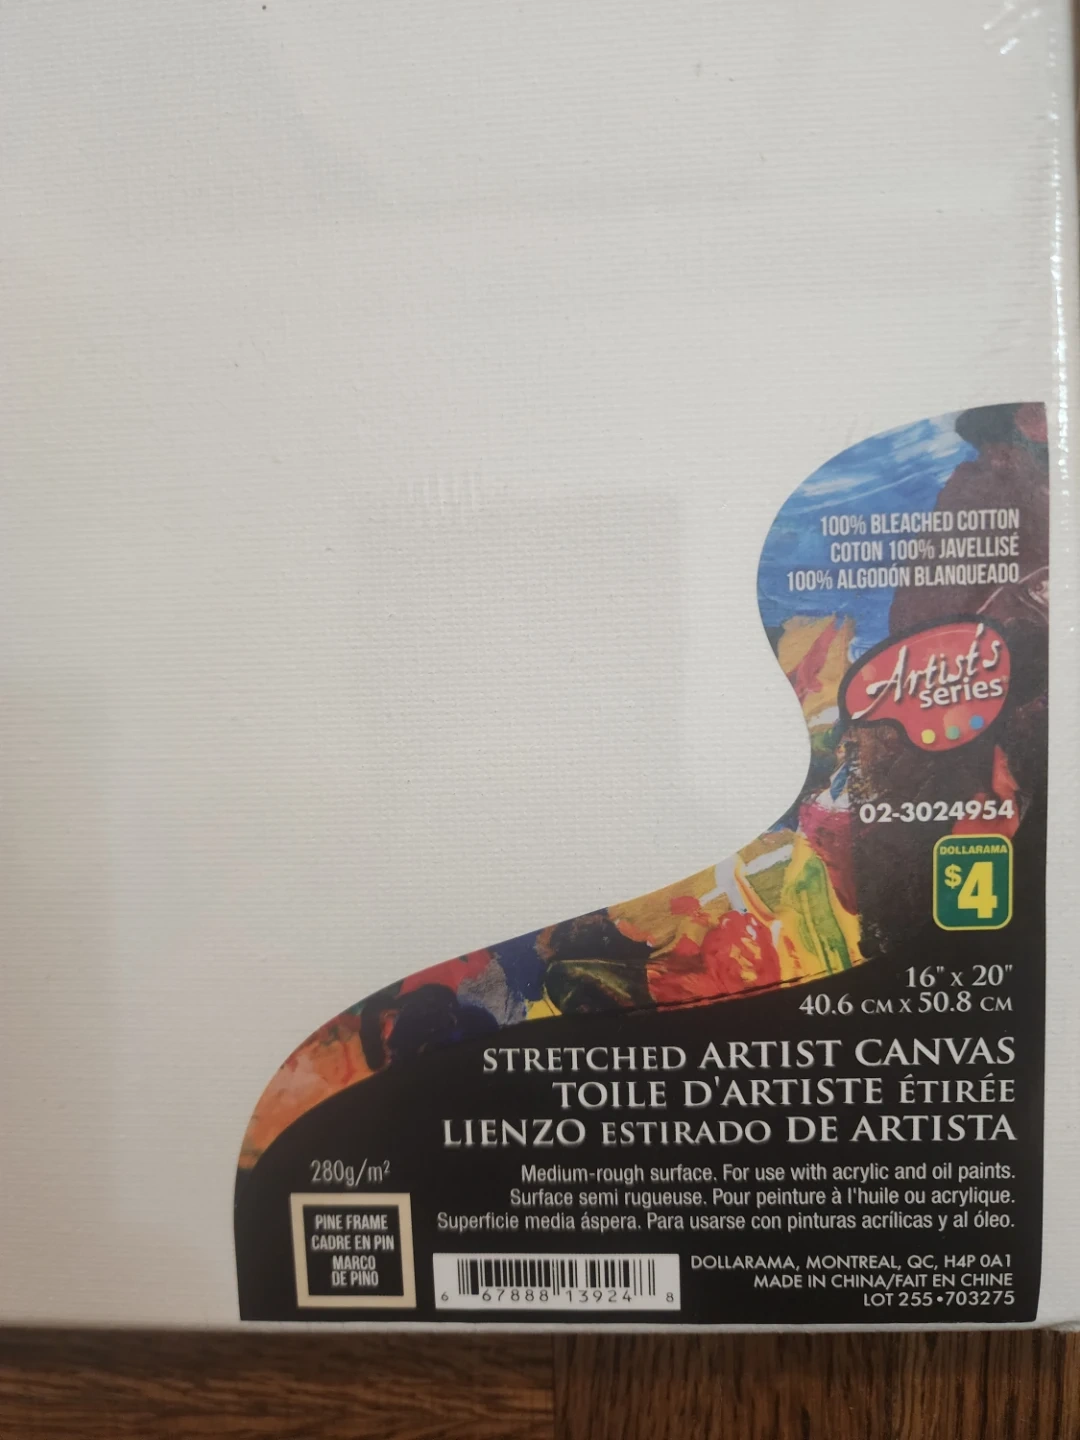 100% BLEACHED COTTON
COTON 100% JAVELLISÉ
100% ALGODÓN BLANQUEADO
Artist's
series
02-3024954
DOLLARAMA
$4
16" x 20"
40.6 CM X 50.8 CM
STRETCHED ARTIST CANVAS
TOILE D'ARTISTE ÉTIRÉE
LIENZO ESTIRADO DE ARTISTA
280g/m²
Medium-rough surface. For use with acrylic and oil paints.
Surface semi rugueuse. Pour peinture à l'huile ou acrylique.
Superficie media áspera. Para usarse con pinturas acrílicas y al óleo.
PINE FRAME
CADRE EN PIN
MARCO
DE PINO
6 67888 13924 8
DOLLARAMA, MONTREAL, QC, H4P 0A1
MADE IN CHINA/FAIT EN CHINE
LOT 255•703275